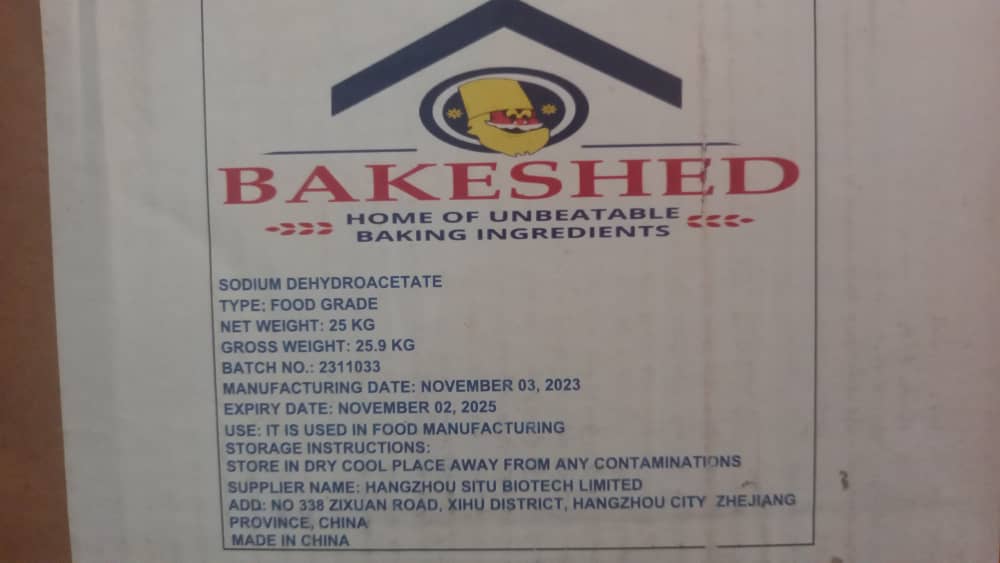 BAKESHED
HOME OF UNBEATABLE
BAKING INGREDIENTS
SODIUM DEHYDROACETATE
TYPE: FOOD GRADE
NET WEIGHT: 25 KG
GROSS WEIGHT: 25.9 KG
BATCH NO.: 2311033
MANUFACTURING DATE: NOVEMBER 03, 2023
EXPIRY DATE: NOVEMBER 02, 2025
USE: IT IS USED IN FOOD MANUFACTURING
STORAGE INSTRUCTIONS:
STORE IN DRY COOL PLACE AWAY FROM ANY CONTAMINATIONS
SUPPLIER NAME: HANGZHOU SITU BIOTECH LIMITED
ADD: NO 338 ZIXUAN ROAD, XIHU DISTRICT, HANGZHOU CITY ZHEJIANG
PROVINCE, CHINA
MADE IN CHINA